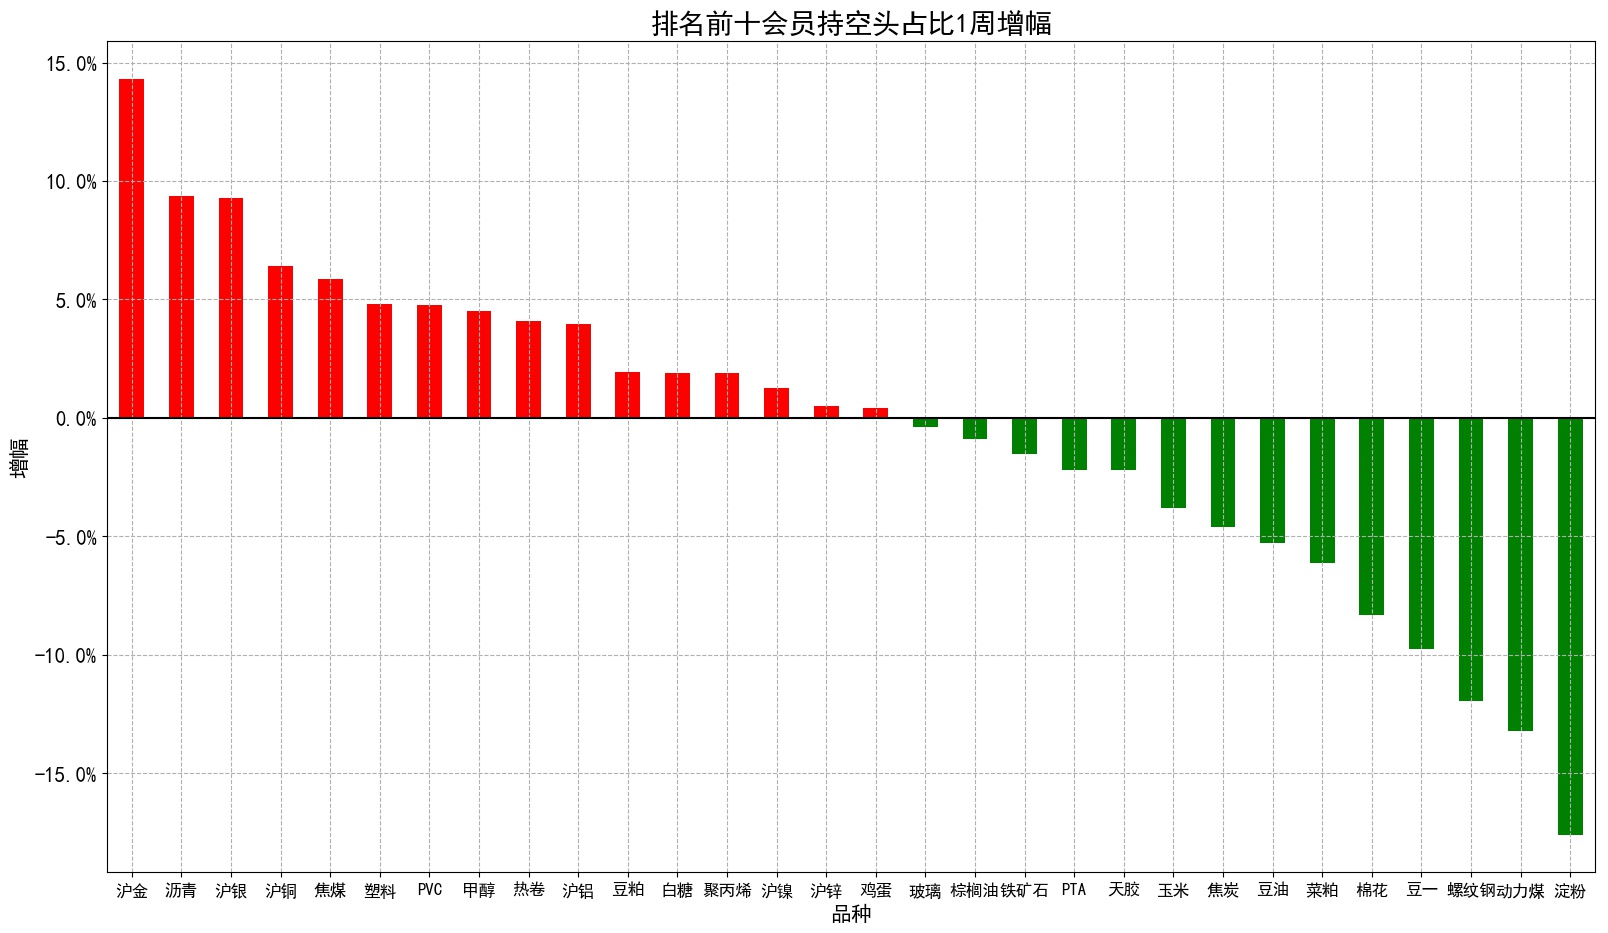 排名前十会员持空头占比1周增幅
15.0%
10.0%
5.0%
0.0%
-5.0%
-10.0%
-15.0%
增幅
沪金 沥青 沪银 沪铜 焦煤 塑料 PVC 甲醇 热卷 沪铝 豆粕 白糖 聚丙烯 沪镍 沪锌 鸡蛋 玻璃 棕榈油 铁矿石 PTA 天胶 玉米 焦炭 豆油 菜粕 棉花 豆一 螺纹钢 动力煤 淀粉
品种